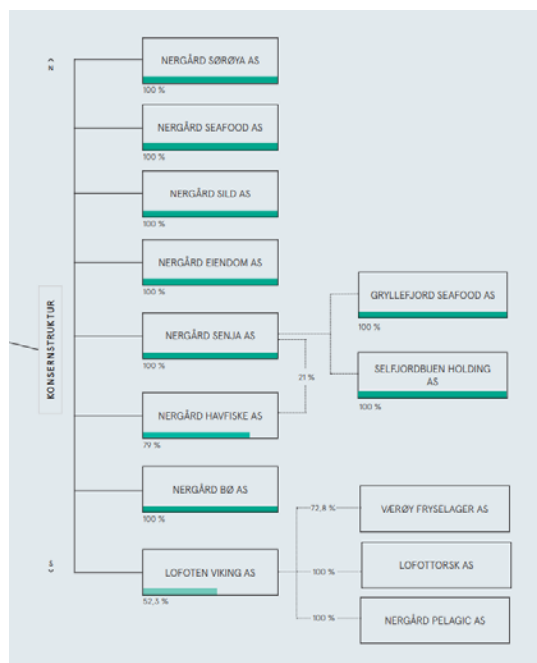 N
NERGÅRD SØRØYA AS
100 %
NERGÅRD SEAFOOD AS
100 %
NERGÅRD SILD AS
100 %
NERGÅRD EIENDOM AS
100 %
KONSERNSTRUKTUR
NERGÅRD SENJA AS
100 %
GRYLLEFJORD SEAFOOD AS
100 %
SELFJORDBUEN HOLDING
AS
100 %
21 %
NERGÅRD HAVFISKE AS
79 %
NERGÅRD BØ AS
100 %
LOFOTEN VIKING AS
52,3 %
72,8 %
VÆRØY FRYSELAGER AS
100 %
LOFOTTORSK AS
100 %
NERGÅRD PELAGIC AS
S